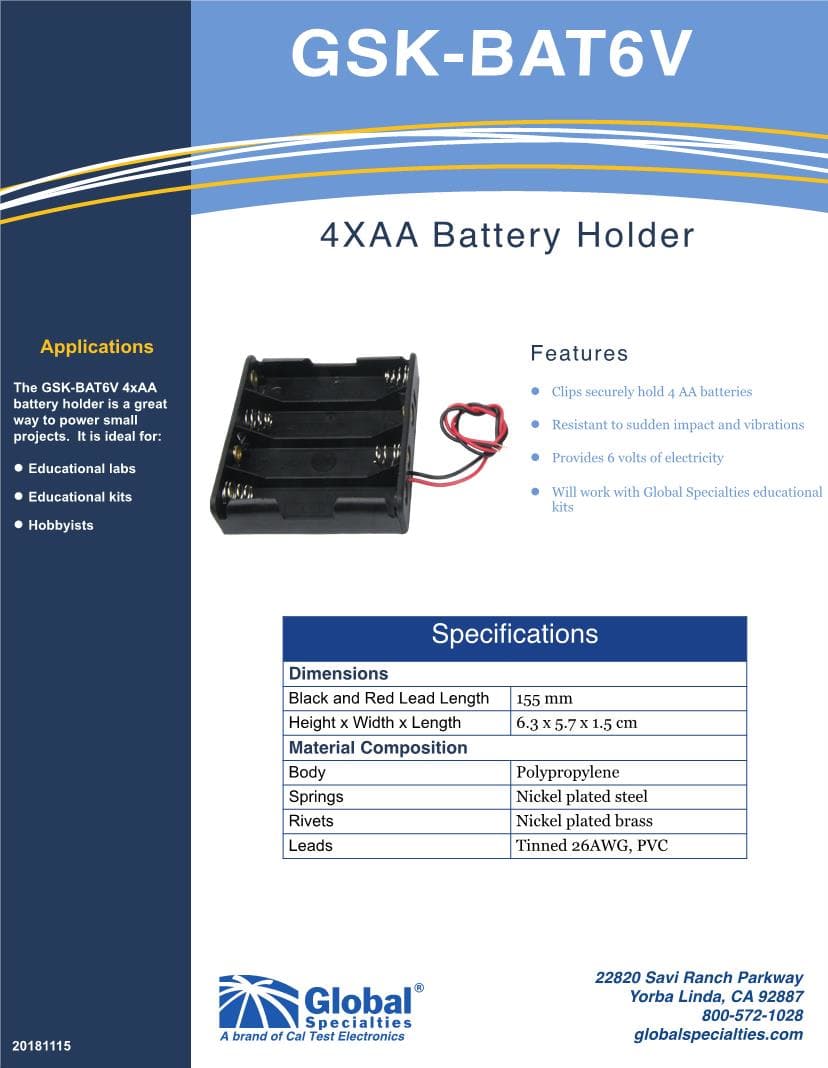 GSK-BAT6V
4XAA Battery Holder
Applications
The GSK-BAT6V 4xAA
battery holder is a great
way to power small
projects.  It is ideal for:
● Educational labs
● Educational kits
● Hobbyists
Features
● Clips securely hold 4 AA batteries
● Resistant to sudden impact and vibrations
● Provides 6 volts of electricity
● Will work with Global Specialties educational
kits
Specifications
Dimensions
Black and Red Lead Length 155 mm
Height x Width x Length 6.3 x 5.7 x 1.5 cm
Material Composition
Body Polypropylene
Springs Nickel plated steel
Rivets Nickel plated brass
Leads Tinned 26AWG, PVC
Global®
Specialties
A brand of Cal Test Electronics
22820 Savi Ranch Parkway
Yorba Linda, CA 92887
800-572-1028
globalspecialties.com
20181115